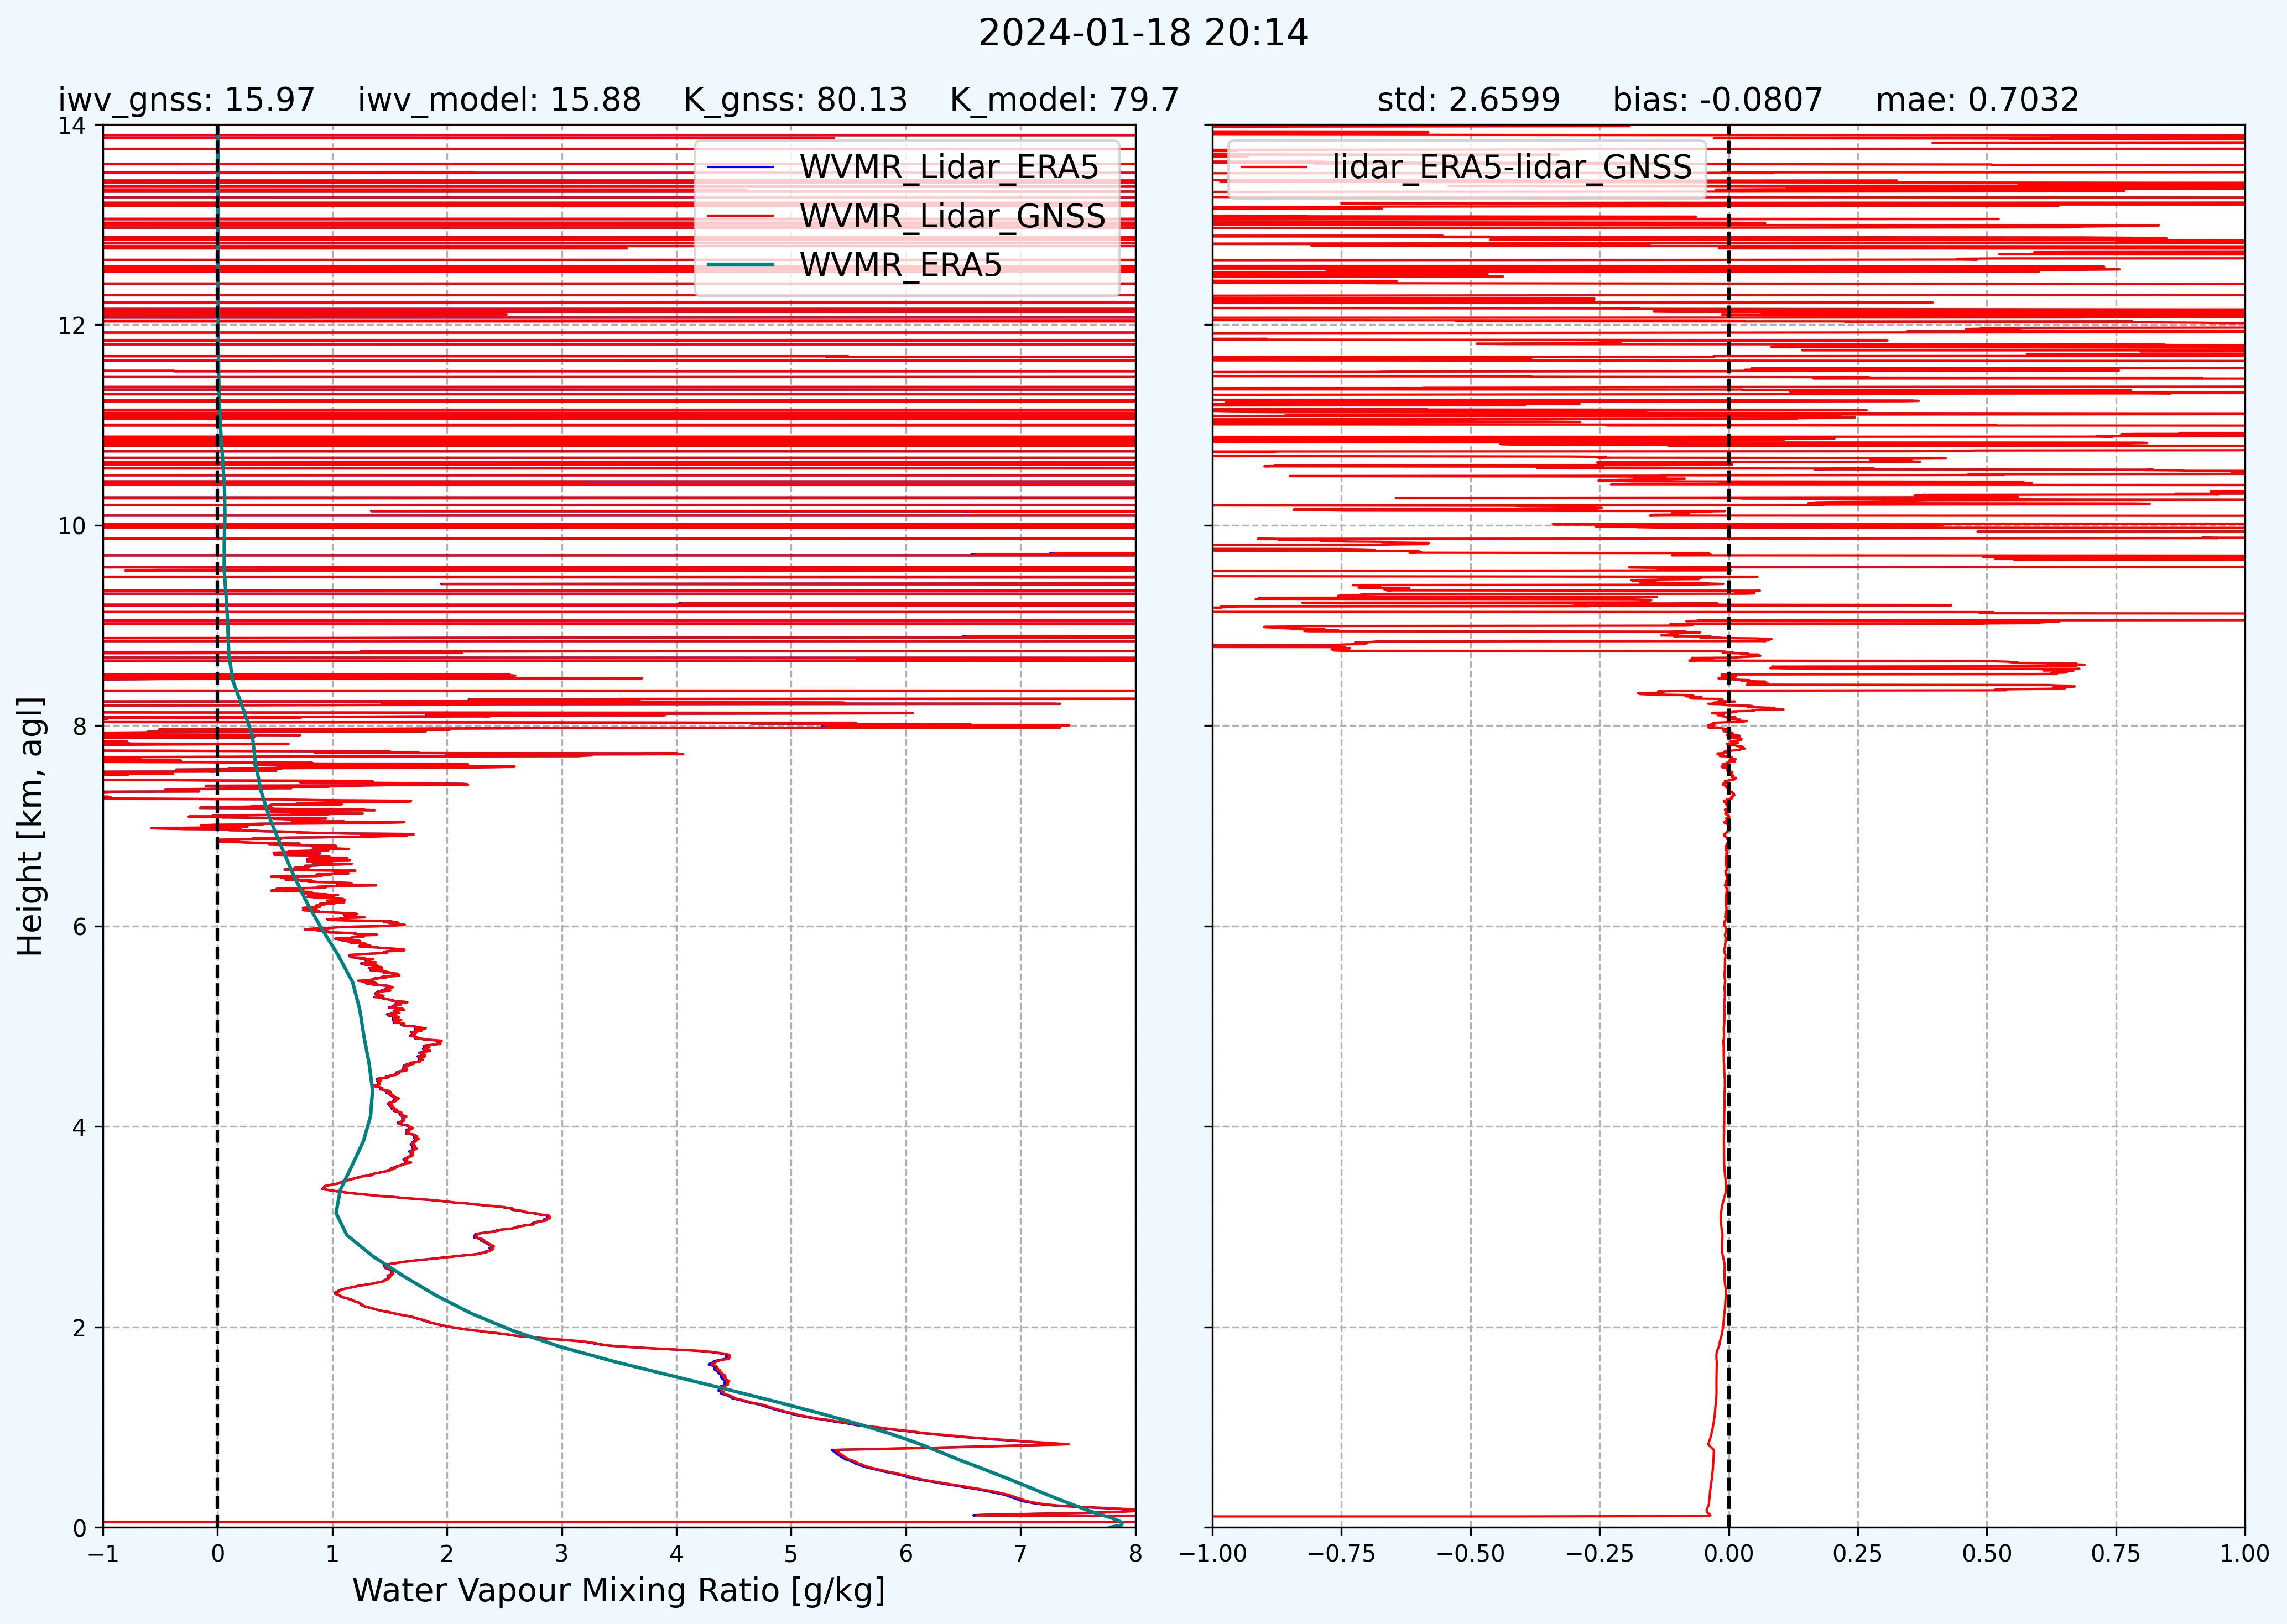 2024-01-18 20:14
iwv_gnss: 15.97 iwv_model: 15.88 K_gnss: 80.13 K_model: 79.7
std: 2.6599 bias: -0.0807 mae: 0.7032
WVMR_Lidar_ERA5
WVMR_Lidar_GNSS
WVMR_ERA5
lidar_ERA5-lidar_GNSS
Height [km, agl]
14
12
10
8
6
4
2
0
−1 0 1 2 3 4 5 6 7 8
Water Vapour Mixing Ratio [g/kg]
−1.00 −0.75 −0.50 −0.25 0.00 0.25 0.50 0.75 1.00